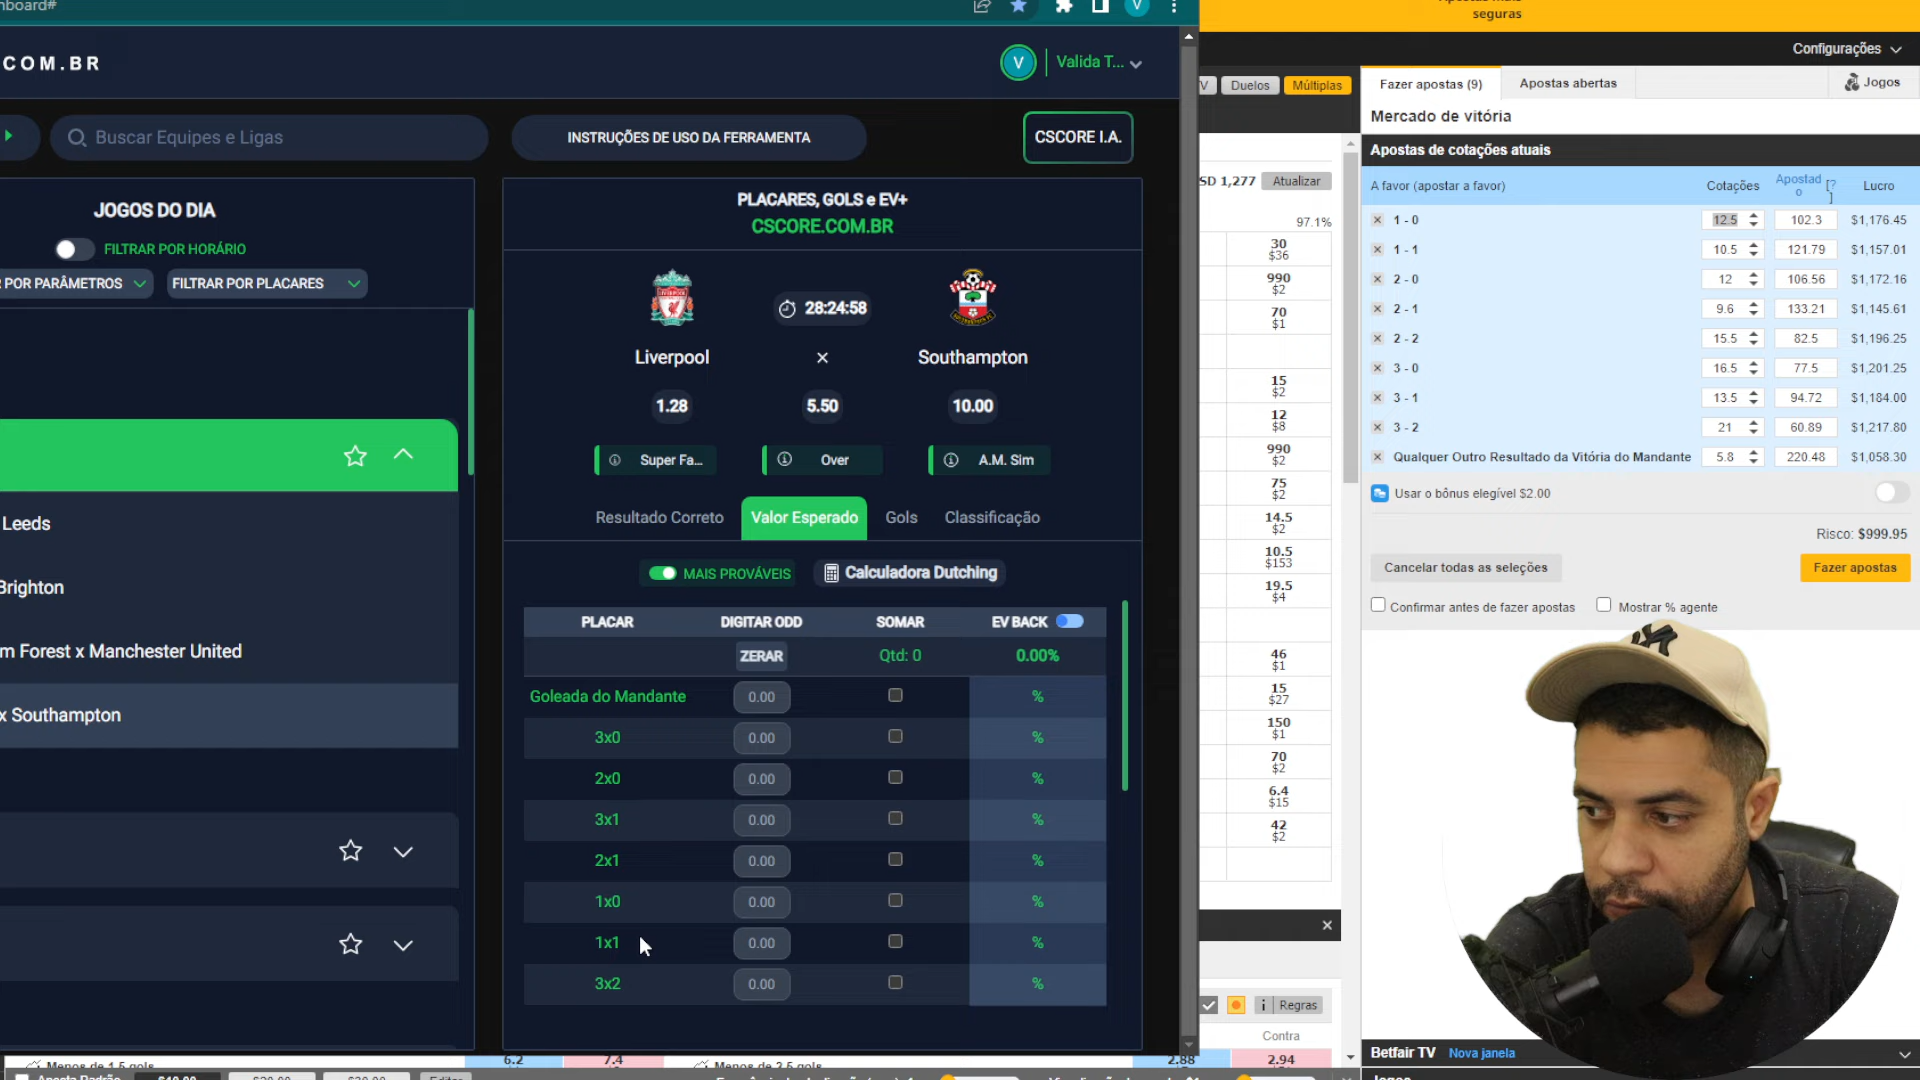 nboard#
V
COM.BR
V
Valida T...
Buscar Equipes e Ligas
INSTRUÇÕES DE USO DA FERRAMENTA
CSCORE I.A.
JOGOS DO DIA
FILTRAR POR HORÁRIO
POR PARÂMETROS
FILTRAR POR PLACARES
Leeds
Brighton
m Forest x Manchester United
x Southampton
PLACARES, GOLS e EV+
CSCORE.COM.BR
28:24:58
Liverpool
×
Southampton
1.28
5.50
10.00
Super Fa...
Over
A.M. Sim
Resultado Correto
Valor Esperado
Gols
Classificação
MAIS PROVÁVEIS
Calculadora Dutching
PLACAR DIGITAR ODD SOMAR EV BACK
ZERAR Qtd: 0 0.00%
Goleada do Mandante 0.00 %
3x0 0.00 %
2x0 0.00 %
3x1 0.00 %
2x1 0.00 %
1x0 0.00 %
1x1 0.00 %
3x2 0.00 %
6.2
7.4
2.88
2.94
V
Duelos
Múltiplas
SD 1,277
Atualizar
97.1%
30
$36
990
$2
70
$1
15
$2
12
$8
990
$2
75
$2
14.5
$2
10.5
$153
19.5
$4
46
$1
15
$27
150
$1
70
$2
6.4
$15
42
$2
i
Regras
Contra
seguras
Configurações
Fazer apostas (9)
Apostas abertas
Jogos
Mercado de vitória
Apostas de cotações atuais
A favor (apostar a favor) Cotações Apostad
o [?
] Lucro
1 - 0 12.5 102.3 $1,176.45
1 - 1 10.5 121.79 $1,157.01
2 - 0 12 106.56 $1,172.16
2 - 1 9.6 133.21 $1,145.61
2 - 2 15.5 82.5 $1,196.25
3 - 0 16.5 77.5 $1,201.25
3 - 1 13.5 94.72 $1,184.00
3 - 2 21 60.89 $1,217.80
Qualquer Outro Resultado da Vitória do Mandante 5.8 220.48 $1,058.30
Usar o bônus elegível $2.00
Risco: $999.95
Cancelar todas as seleções
Fazer apostas
Confirmar antes de fazer apostas
Mostrar % agente
NY
Betfair TV
Nova janela